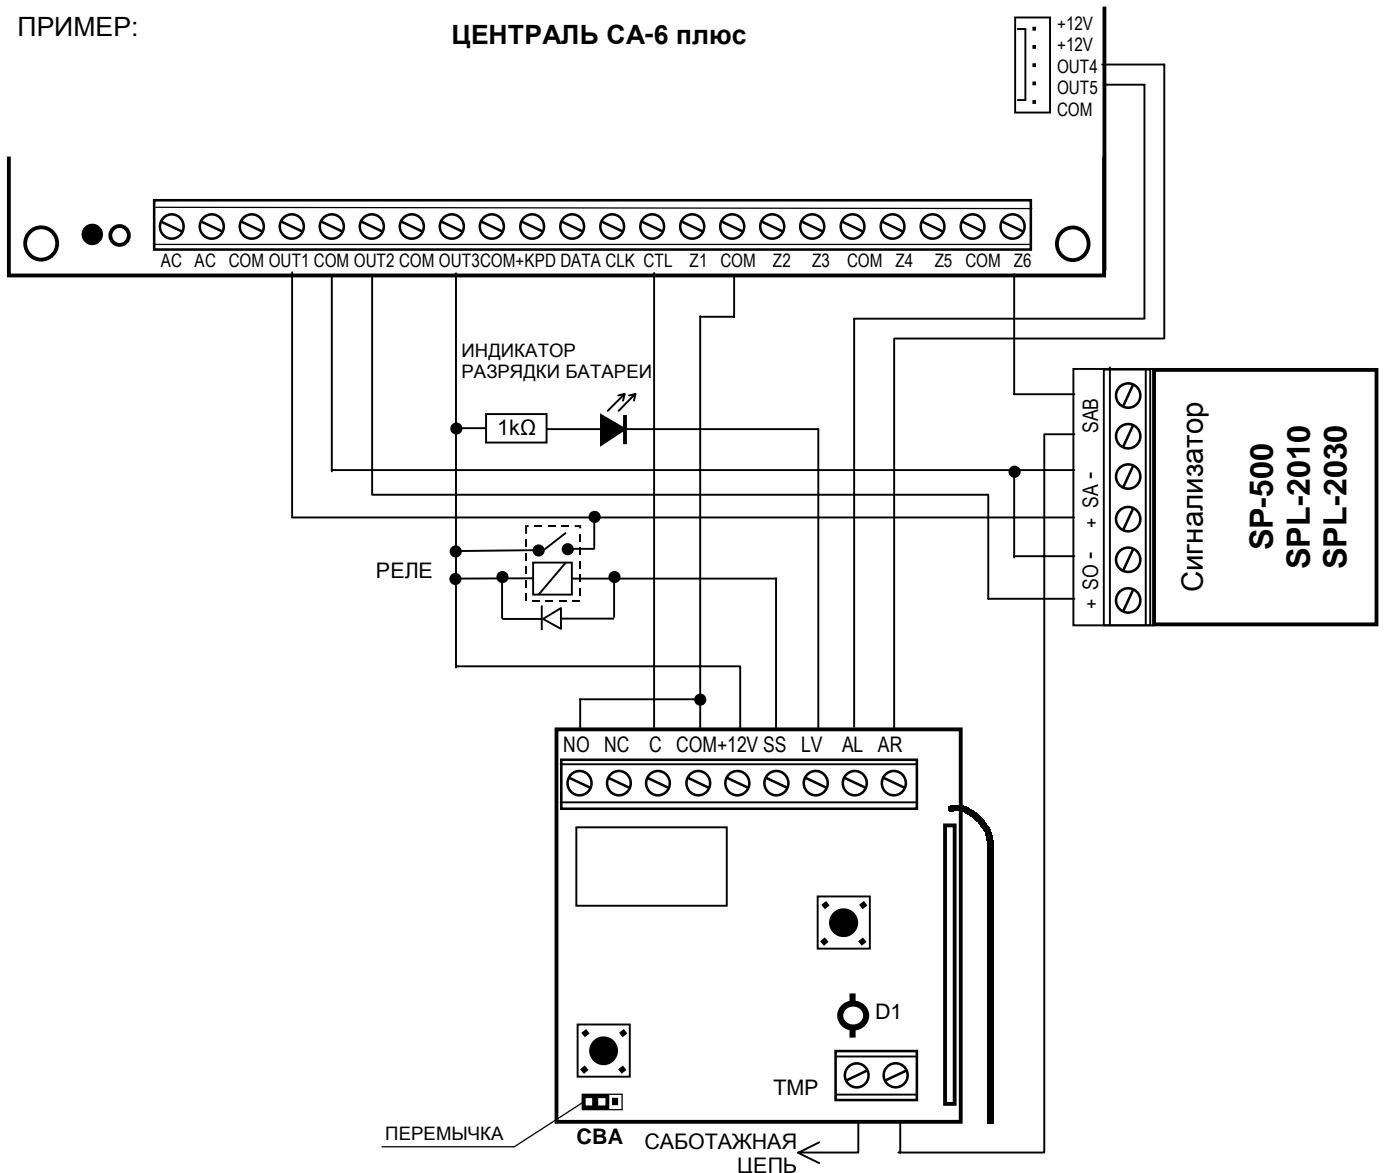 ПРИМЕР:
ЦЕНТРАЛЬ СА-6 плюс
+12V
+12V
OUT4
OUT5
COM
AC AC COM OUT1 COM OUT2 COM OUT3 COM +KPD DATA CLK CTL Z1 COM Z2 Z3 COM Z4 Z5 COM Z6
ИНДИКАТОР
РАЗРЯДКИ БАТАРЕИ
1kΩ
РЕЛЕ
SAB
+ SA -
+ SO -
Сигнализатор
SP-500
SPL-2010
SPL-2030
NO NC C COM +12V SS LV AL AR
D1
TMP
ПЕРЕМЫЧКА
CBA
САБОТАЖНАЯ
ЦЕПЬ